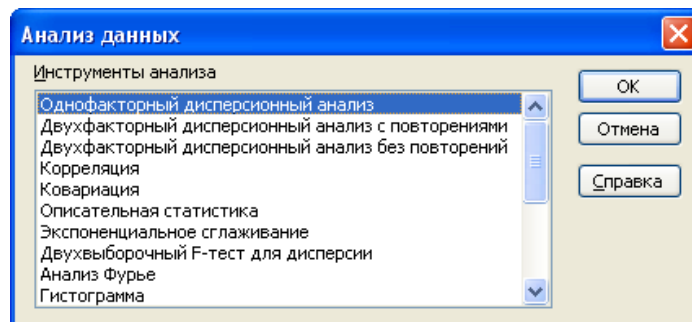 Анализ данных
Инструменты анализа
Однофакторный дисперсионный анализ
Двухфакторный дисперсионный анализ с повторениями
Двухфакторный дисперсионный анализ без повторений
Корреляция
Ковариация
Описательная статистика
Экспоненциальное сглаживание
Двухвыборочный F-тест для дисперсии
Анализ Фурье
Гистограмма
ОК
Отмена
Справка